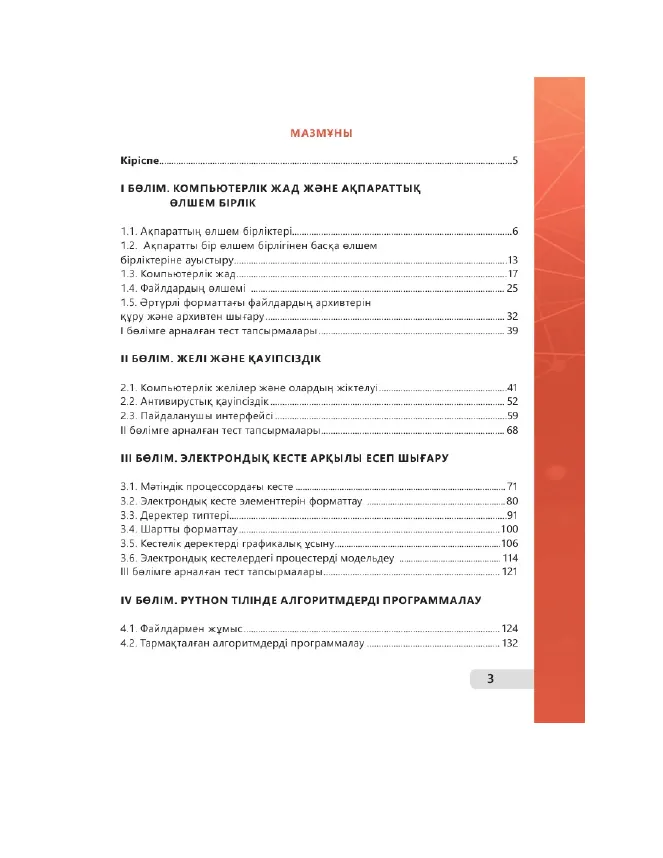 МАЗМҰНЫ
Кіріспе.....5
I БӨЛІМ. КОМПЬЮТЕРЛІК ЖАД ЖӘНЕ АҚПАРАТТЫҚ
ӨЛШЕМ БІРЛІК
1.1. Ақпараттың өлшем бірліктері.....6
1.2. Ақпаратты бір өлшем бірлігінен басқа өлшем
бірліктеріне ауыстыру.....13
1.3. Компьютерлік жад.....17
1.4. Файлдардың өлшемі ..... 25
1.5. Әртүрлі форматтағы файлдардың архивтерін
құру және архивтен шығару..... 32
I бөлімге арналған тест тапсырмалары..... 39
II БӨЛІМ. ЖЕЛІ ЖӘНЕ ҚАУІПСІЗДІК
2.1. Компьютерлік желілер және олардың жіктелуі.....41
2.2. Антивирустық қауіпсіздік..... 52
2.3. Пайдаланушы интерфейсі.....59
II бөлімге арналған тест тапсырмалары..... 68
III БӨЛІМ. ЭЛЕКТРОНДЫҚ КЕСТЕ АРҚЫЛЫ ЕСЕП ШЫҒАРУ
3.1. Мәтіндік процессордағы кесте ..... 71
3.2. Электрондық кесте элементтерін форматтау .....80
3.3. Деректер типтері.....91
3.4. Шартты форматтау.....100
3.5. Кестелік деректерді графикалық ұсыну.....106
3.6. Электрондық кестелердегі процестерді модельдеу ..... 114
III бөлімге арналған тест тапсырмалары..... 121
IV БӨЛІМ. PYTHON ТІЛІНДЕ АЛГОРИТМДЕРДІ ПРОГРАММАЛАУ
4.1. Файлдармен жұмыс..... 124
4.2. Тармақталған алгоритмдерді программалау ..... 132
3